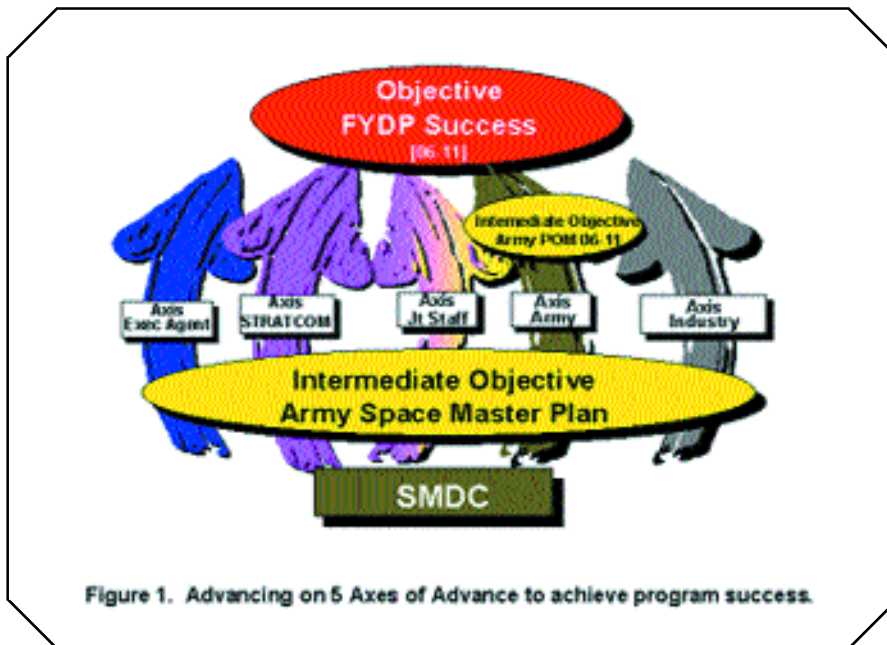 Objective
FYDP Success
[06-11]
Intermediate Objective
Army POM 06-11
Axis
Exec Agent
Axis
STRATCOM
Axis
Jt Staff
Axis
Army
Axis
Industry
Intermediate Objective
Army Space Master Plan
SMDC
Figure 1. Advancing on 5 Axes of Advance to achieve program success.